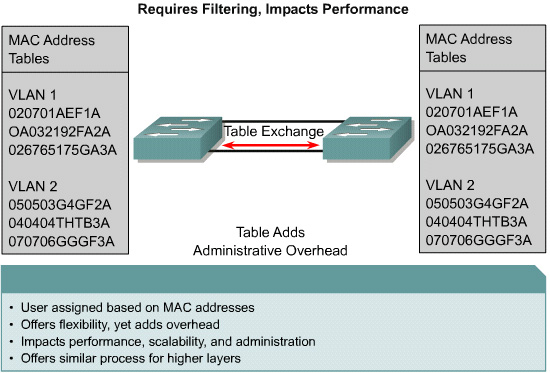 Requires Filtering, Impacts Performance
MAC Address
Tables
VLAN 1
020701AEF1A
OA032192FA2A
026765175GA3A
VLAN 2
050503G4GF2A
040404THTB3A
070706GGGF3A
Table Exchange
MAC Address
Tables
VLAN 1
020701AEF1A
OA032192FA2A
026765175GA3A
VLAN 2
050503G4GF2A
040404THTB3A
070706GGGF3A
Table Adds
Administrative Overhead
• User assigned based on MAC addresses
• Offers flexibility, yet adds overhead
• Impacts performance, scalability, and administration
• Offers similar process for higher layers